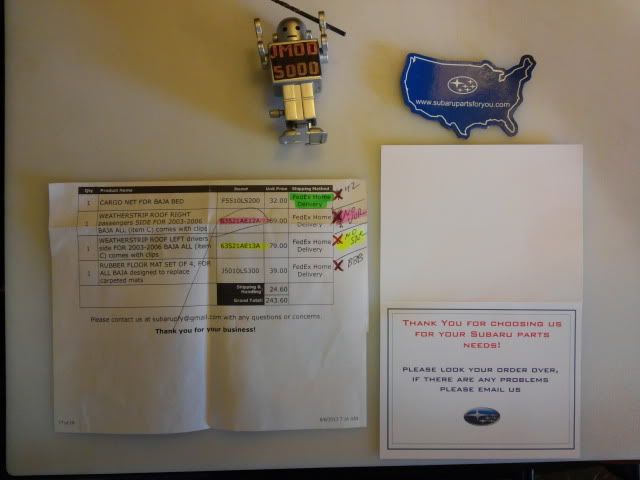 JMOD
5000
www.subarupartsforyou.com
Qty Product Name Item# Unit Price Shipping Method
1 CARGO NET FOR BAJA BED F5510LS200 32.00 FedEx Home Delivery
1 WEATHERSTRIP ROOF RIGHT passengers SIDE FOR 2003-2006 BAJA ALL (item C) comes with clips 63521AE12A 69.00 FedEx Home Delivery
1 WEATHERSTRIP ROOF LEFT drivers side FOR 2003-2006 BAJA ALL (item C) comes with clips 63521AE13A 79.00 FedEx Home Delivery
1 RUBBER FLOOR MAT SET OF 4, FOR ALL BAJA designed to replace carpeted mats J5010LS300 39.00 FedEx Home Delivery
Shipping & Handling: 24.60
Grand Total: 243.60
Please contact us at subarupfy@gmail.com with any questions or concerns.
Thank you for your business!
THANK YOU FOR CHOOSING US
FOR YOUR SUBARU PARTS
NEEDS!
PLEASE LOOK YOUR ORDER OVER,
IF THERE ARE ANY PROBLEMS
PLEASE EMAIL US